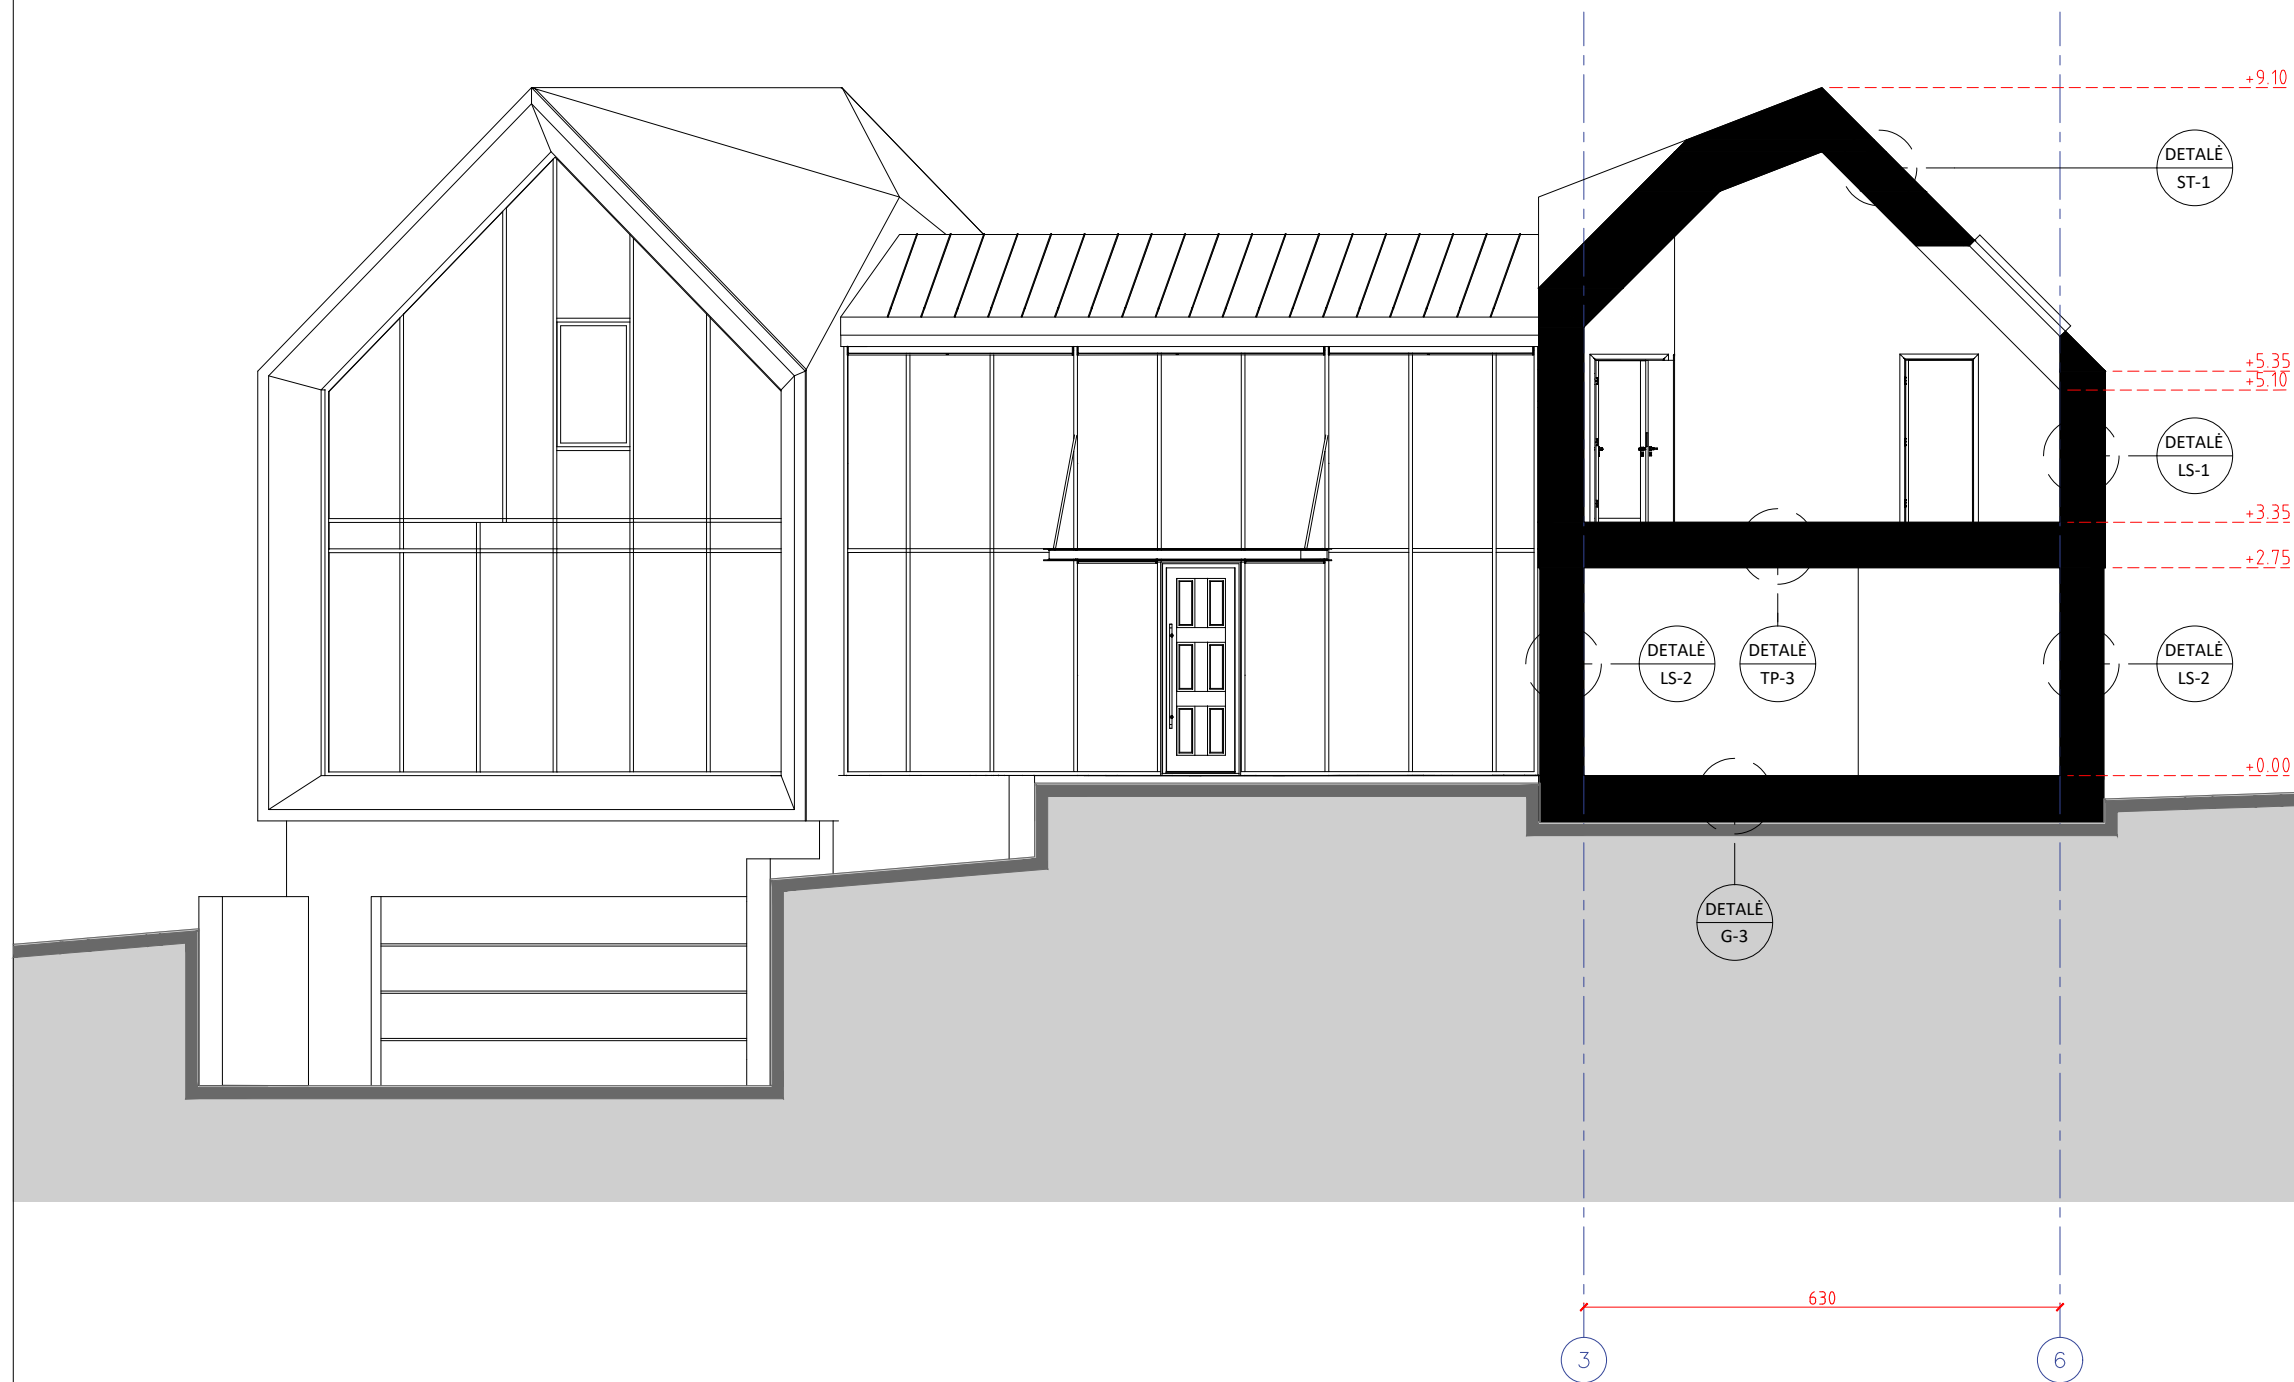 +9.10
DETALĖ
ST-1
+5.35
+5.10
DETALĖ
LS-1
+3.35
+2.75
DETALĖ
LS-2
DETALĖ
TP-3
DETALĖ
LS-2
+0.00
DETALĖ
G-3
630
3
6